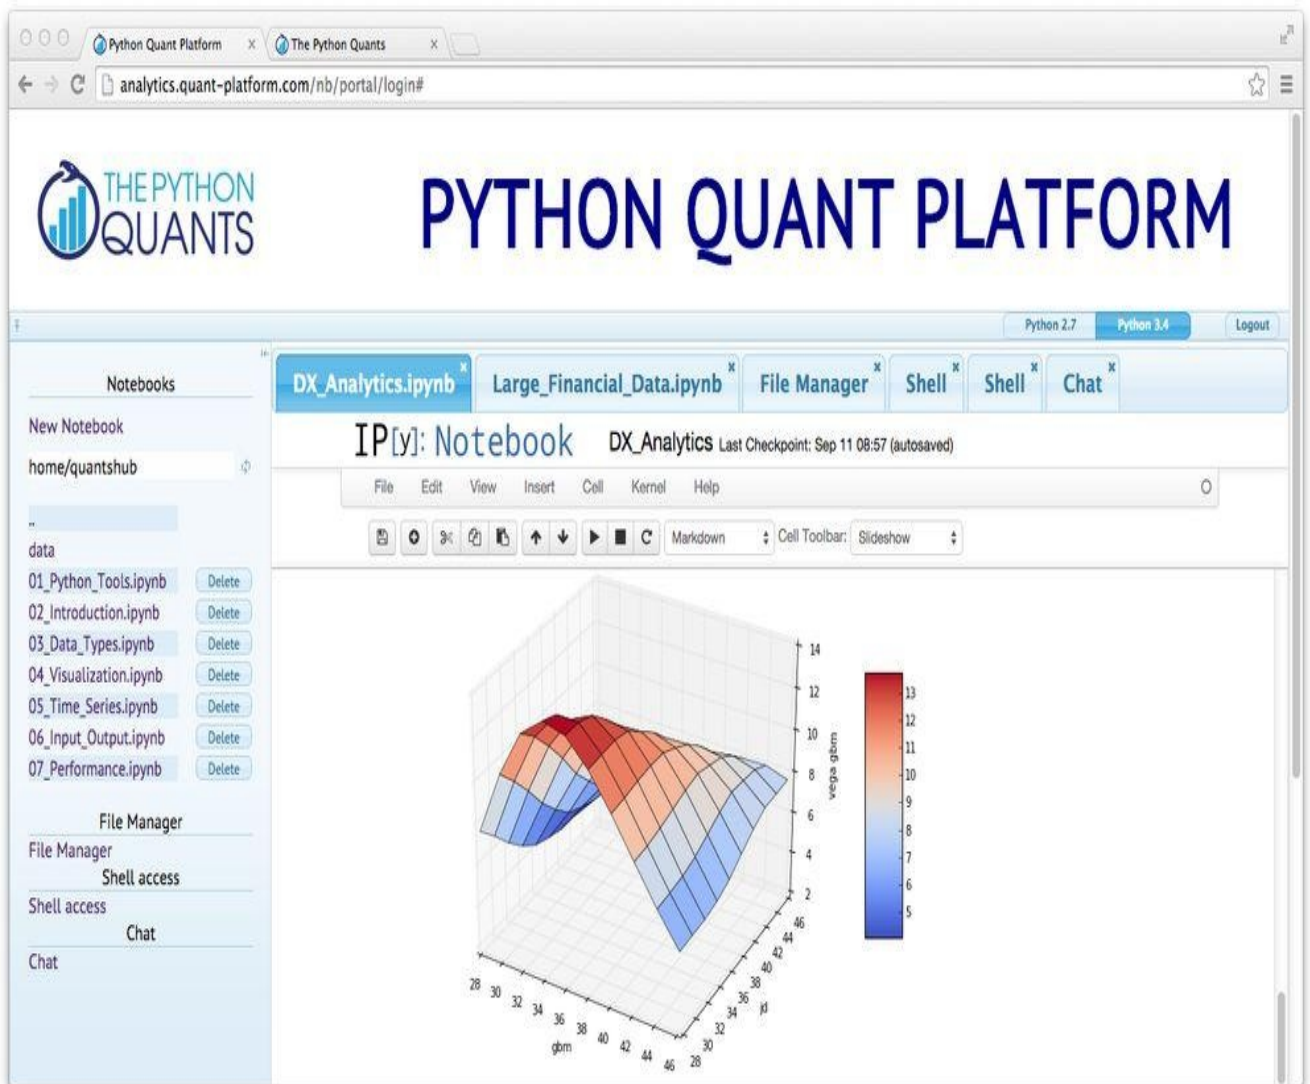 Python Quant Platform
The Python Quants
analytics.quant-platform.com/nb/portal/login#
THE PYTHON
QUANTS
PYTHON QUANT PLATFORM
Python 2.7 Python 3.4 Logout
Notebooks
New Notebook
home/quantshub
..
data
01_Python_Tools.ipynb Delete
02_Introduction.ipynb Delete
03_Data_Types.ipynb Delete
04_Visualization.ipynb Delete
05_Time_Series.ipynb Delete
06_Input_Output.ipynb Delete
07_Performance.ipynb Delete
File Manager
File Manager
Shell access
Shell access
Chat
Chat
DX_Analytics.ipynb x Large_Financial_Data.ipynb x File Manager x Shell x Shell x Chat x
IP[y]: Notebook DX_Analytics Last Checkpoint: Sep 11 08:57 (autosaved)
File Edit View Insert Cell Kernel Help
Markdown Cell Toolbar: Slideshow
14
12
10
8
6
4
2
vega gbm
28 30 32 34 36 38 40 42 44 46
gbm
28 30 32 34 36 38 40 42 44 46
jd
13
12
11
10
9
8
7
6
5